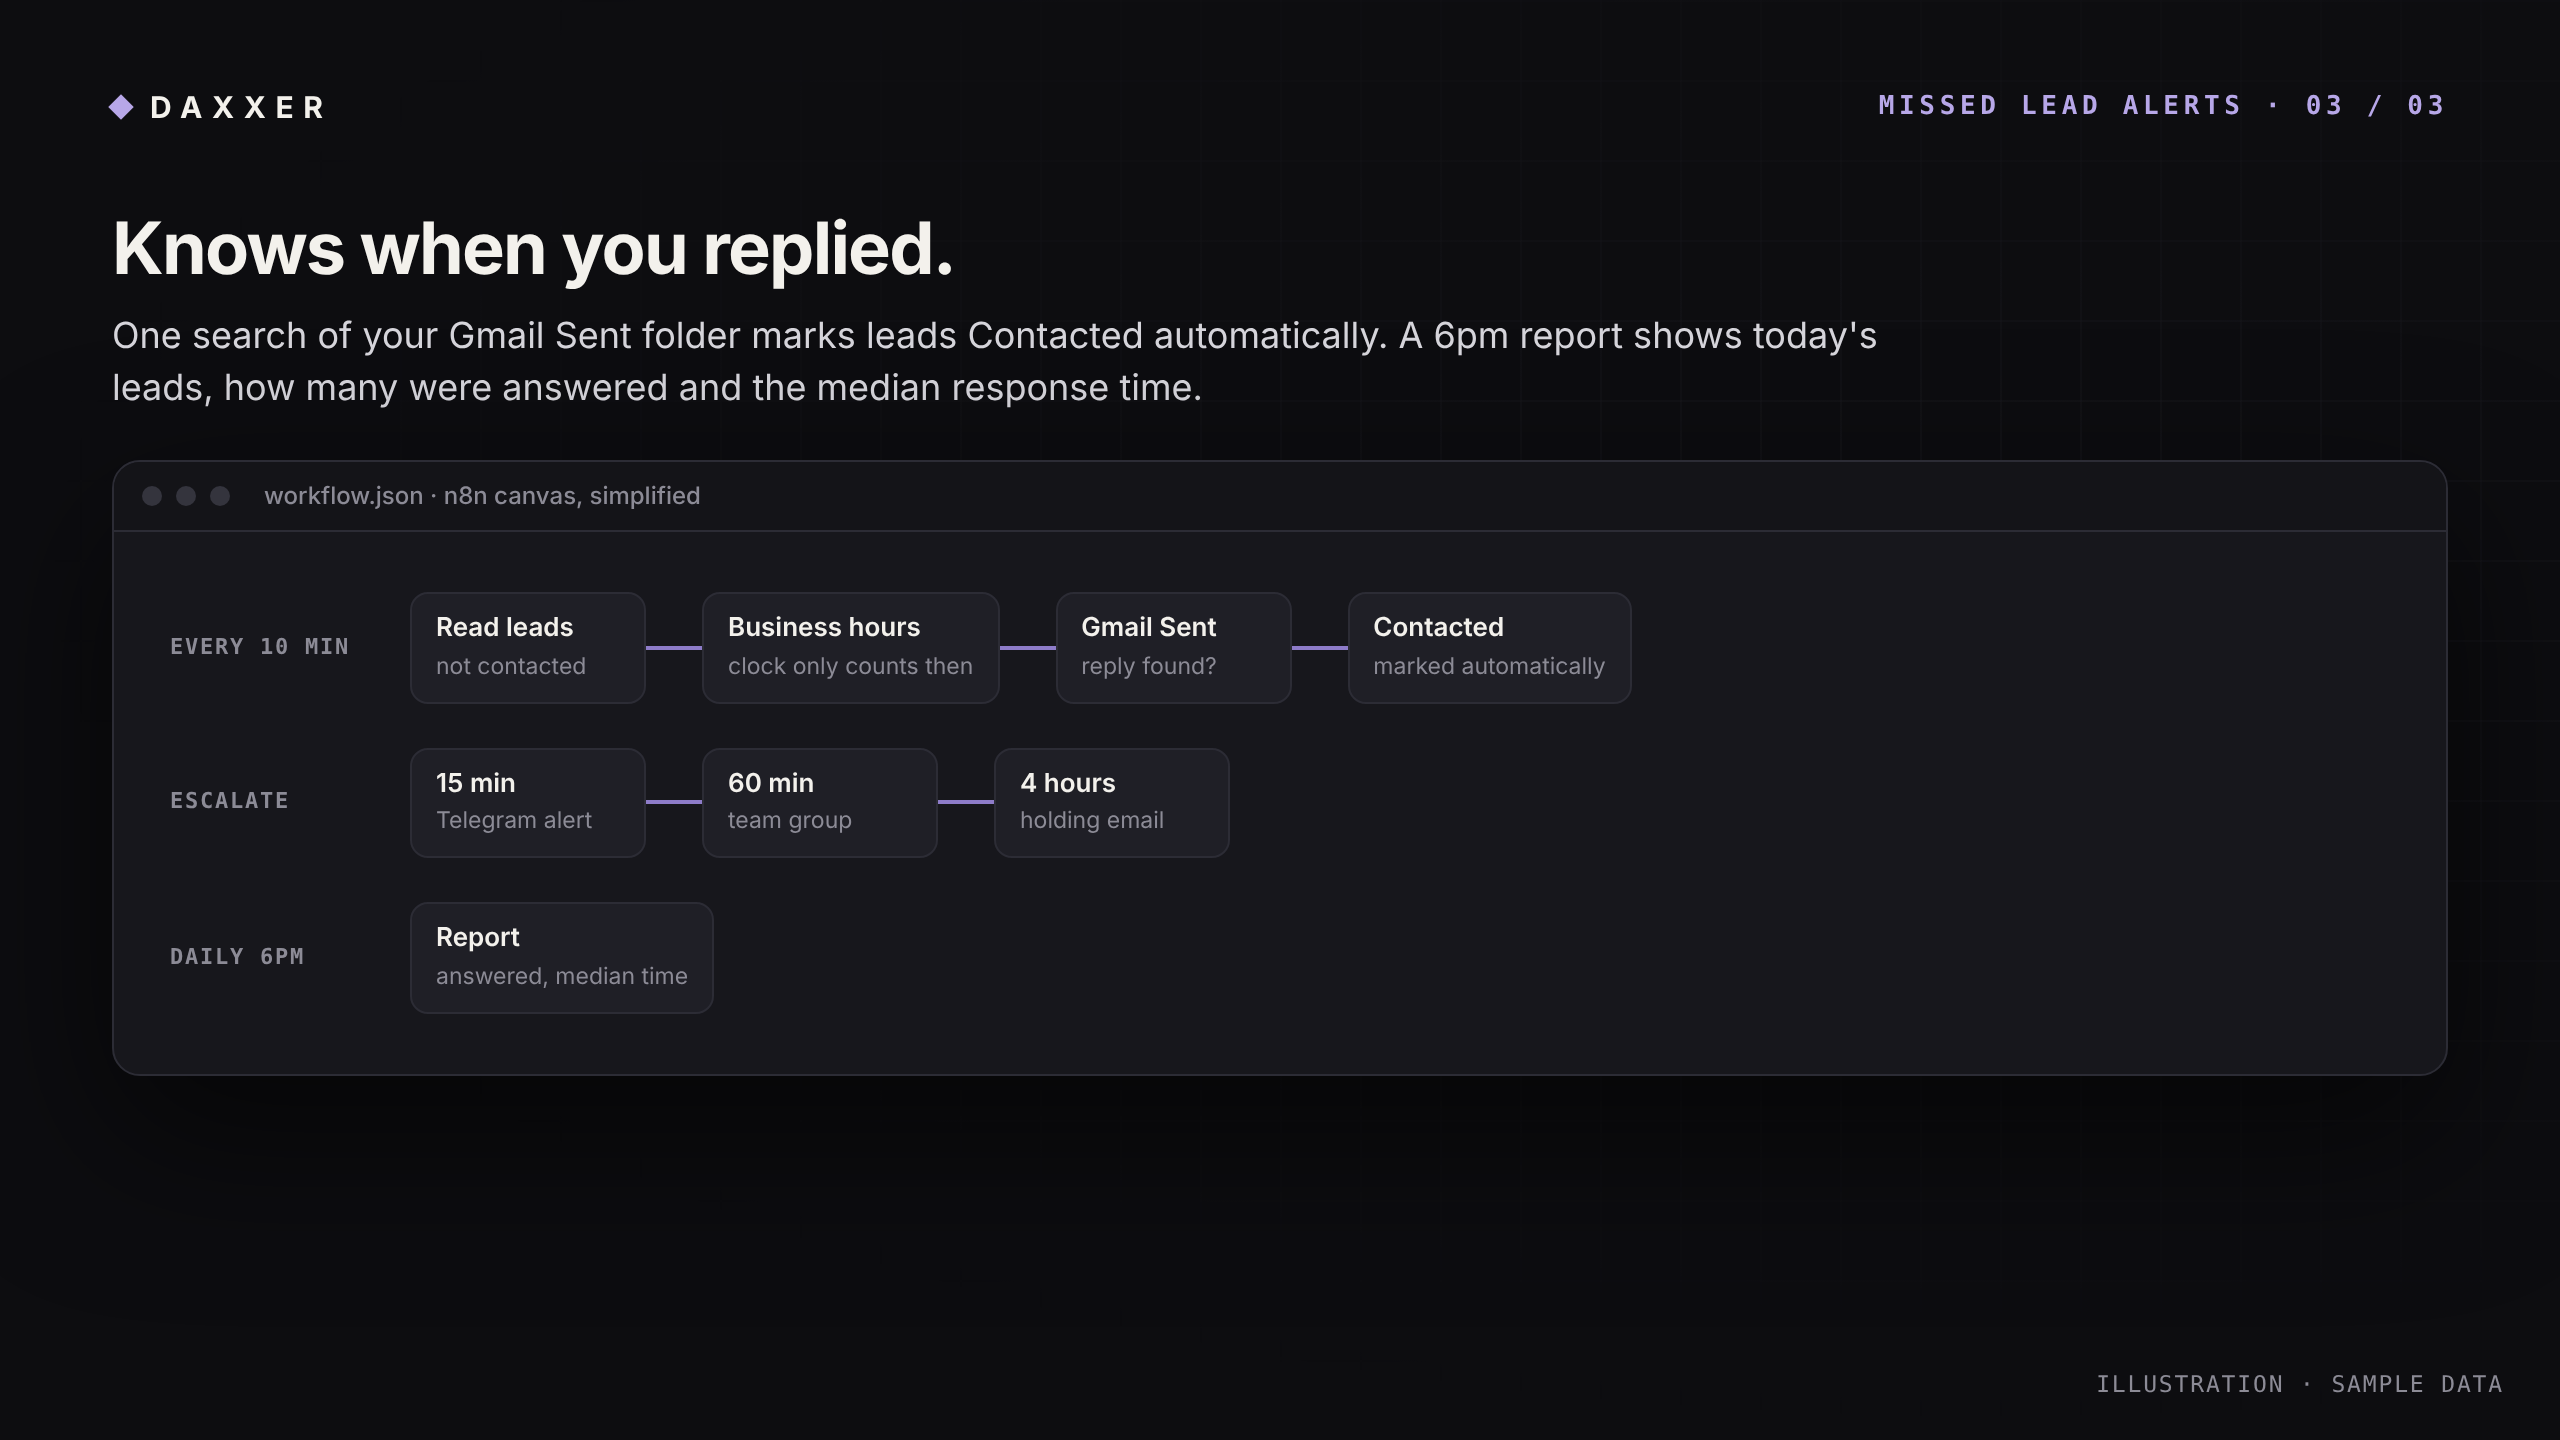 DAXXER
MISSED LEAD ALERTS · 03 / 03
Knows when you replied.
One search of your Gmail Sent folder marks leads Contacted automatically. A 6pm report shows today's
leads, how many were answered and the median response time.
workflow.json · n8n canvas, simplified
EVERY 10 MIN
Read leads
not contacted
Business hours
clock only counts then
Gmail Sent
reply found?
Contacted
marked automatically
ESCALATE
15 min
Telegram alert
60 min
team group
4 hours
holding email
DAILY 6PM
Report
answered, median time
ILLUSTRATION · SAMPLE DATA